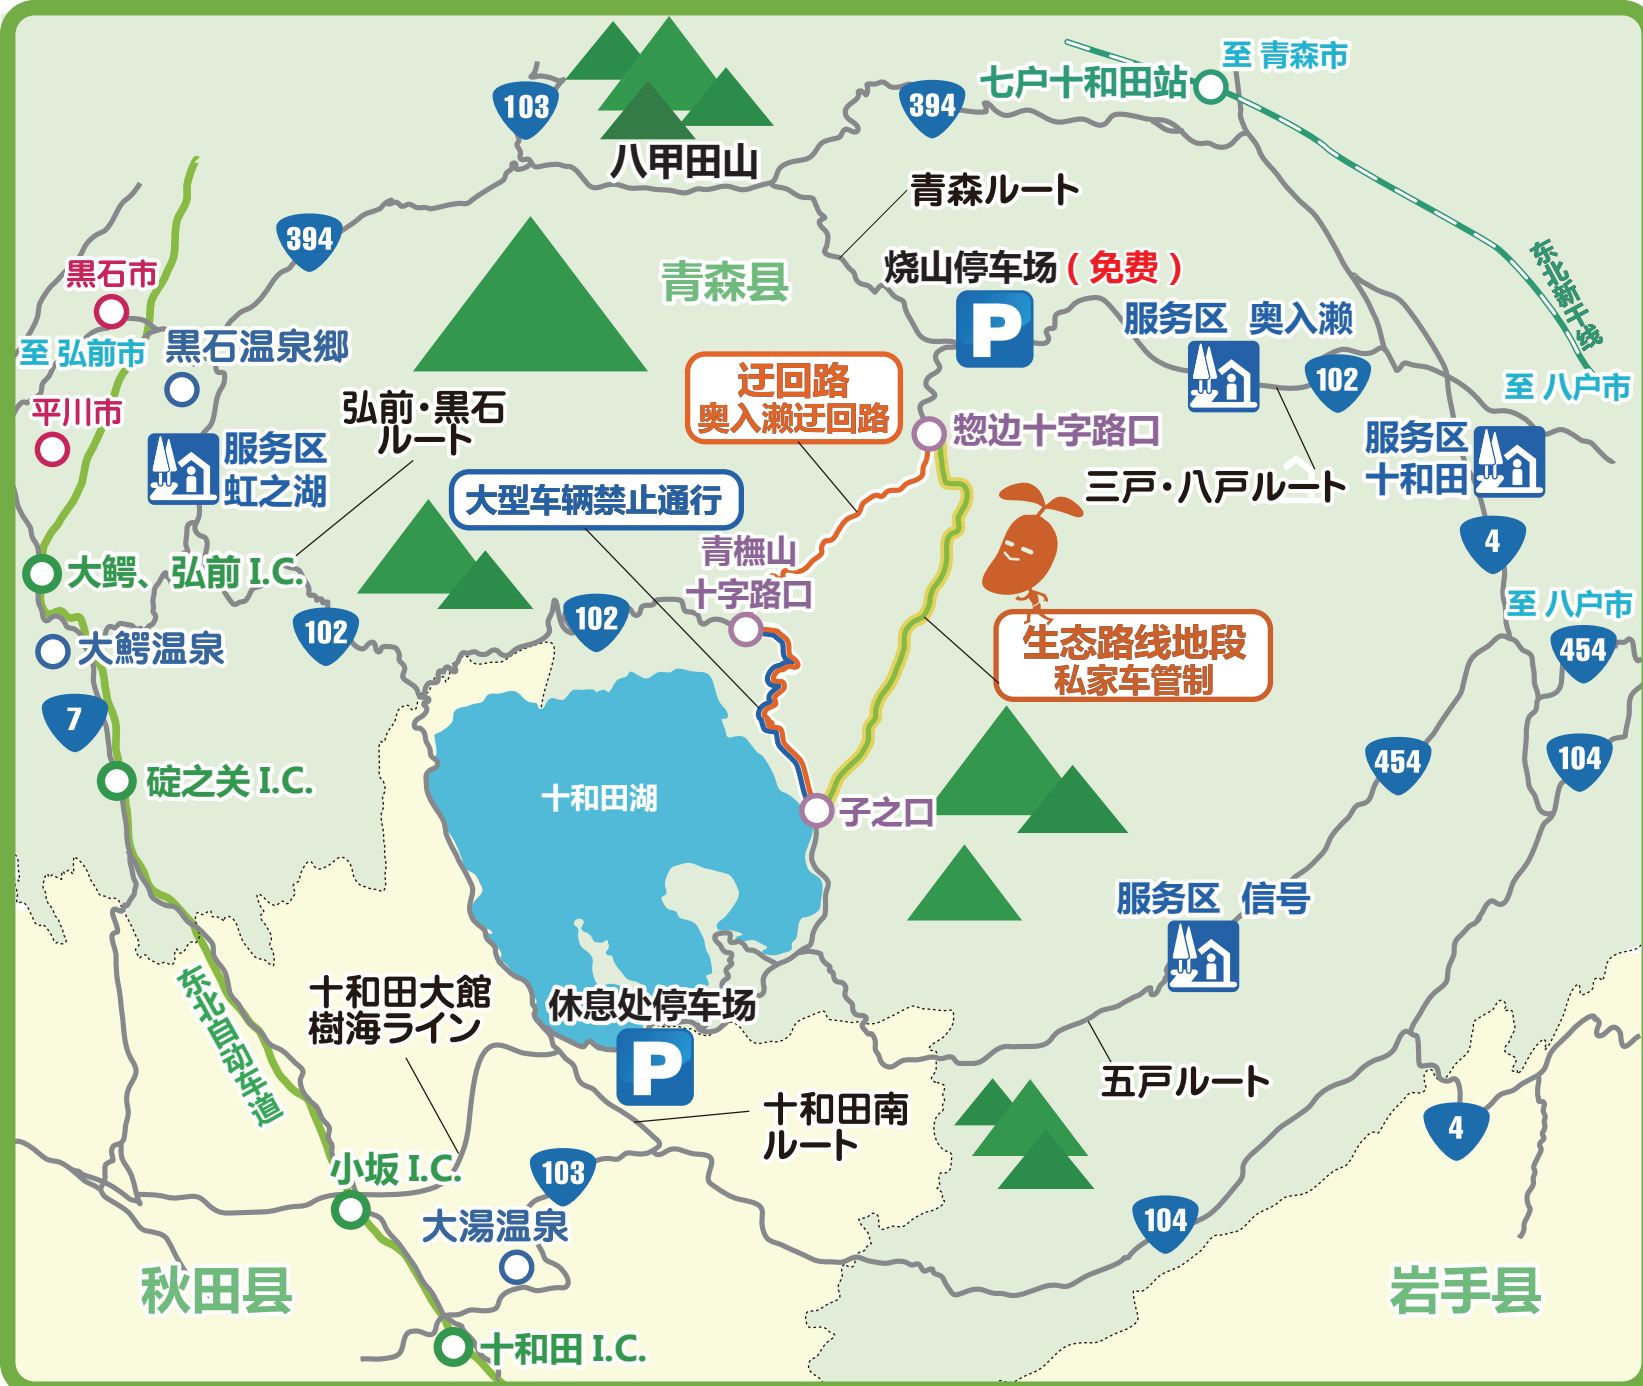 至 青森市
七户十和田站
103
394
八甲田山
青森ルート
394
东北新干线
烧山停车场(免费)
青森县
黒石市
P
服务区 奥入濑
至 弘前市
黒石温泉郷
102
至 八户市
迂回路
奥入濑迂回路
平川市
弘前・黒石
ルート
惣边十字路口
服务区
十和田
服务区
虹之湖
三戸・八戸ルート
大型车辆禁止通行
4
青橅山
十字路口
大鳄、弘前 I.C.
至 八户市
102
102
454
生态路线地段
私家车管制
大鰐温泉
7
454
104
碇之关 I.C.
十和田湖
子之口
服务区 信号
东北自动车道
十和田大館
樹海ライン
休息处停车场
P
五戸ルート
十和田南
ルート
4
小坂 I.C.
103
104
大湯温泉
秋田县
岩手县
十和田 I.C.